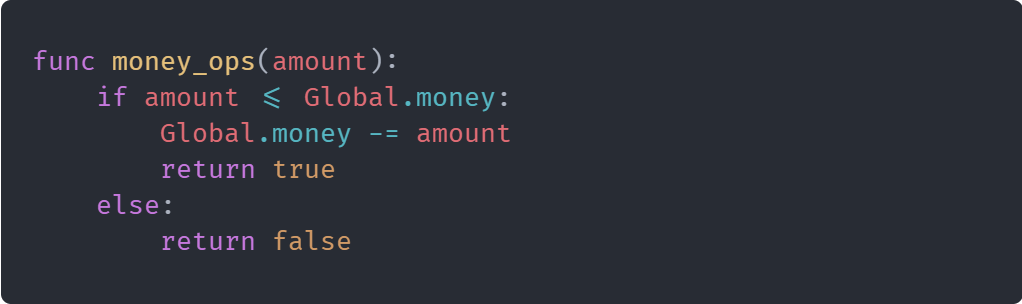 func money_ops(amount):
    if amount <= Global.money:
        Global.money -= amount
        return true
    else:
        return false